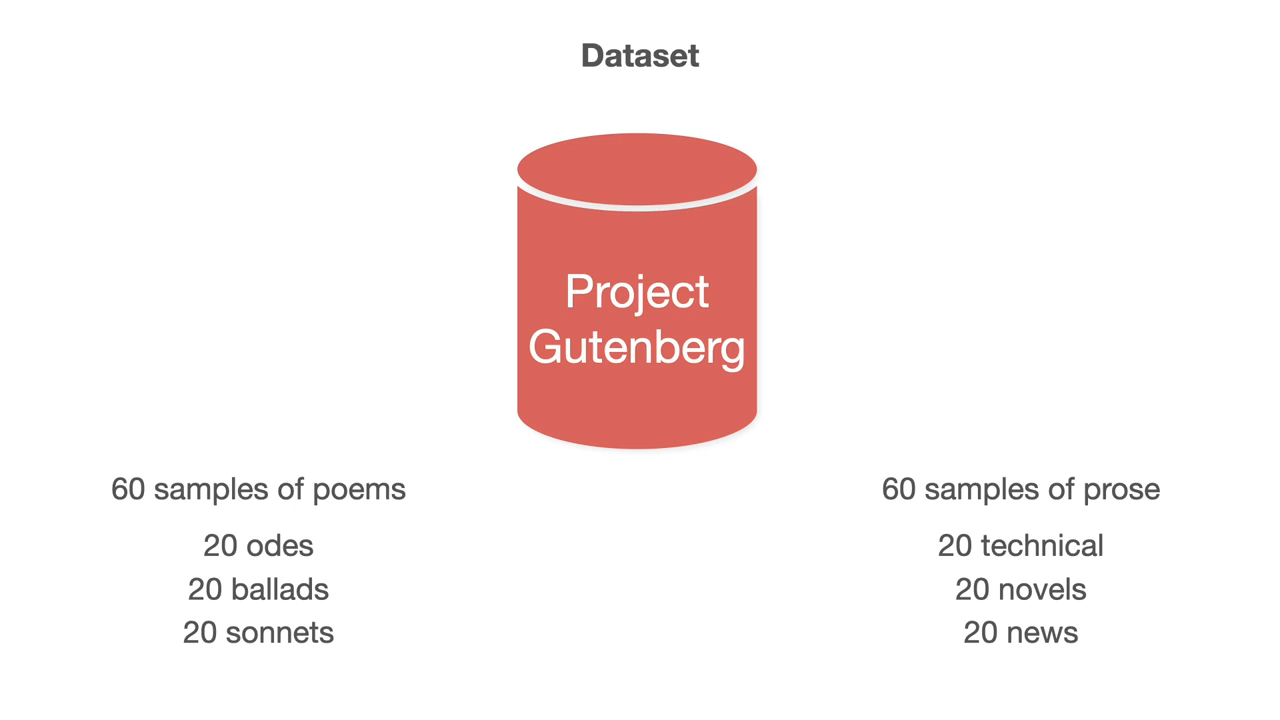 Dataset
Project
Gutenberg
60 samples of poems
20 odes
20 ballads
20 sonnets
60 samples of prose
20 technical
20 novels
20 news